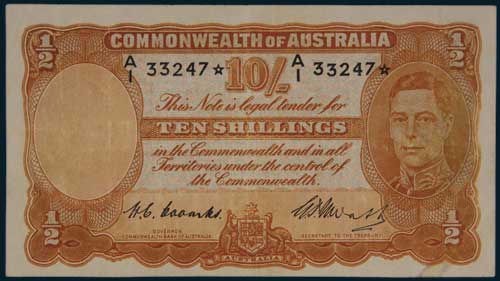 1/2 COMMONWEALTH OF AUSTRALIA 1/2
A/1 33247☆ 10/- A/1 33247☆
This Note is legal tender for
TEN SHILLINGS
in the Commonwealth and in all
Territories under the control of
the Commonwealth.
H.C. Coombs.
GOVERNOR
COMMONWEALTH BANK OF AUSTRALIA
SECRETARY TO THE TREASURY
1/2 AUSTRALIA 1/2